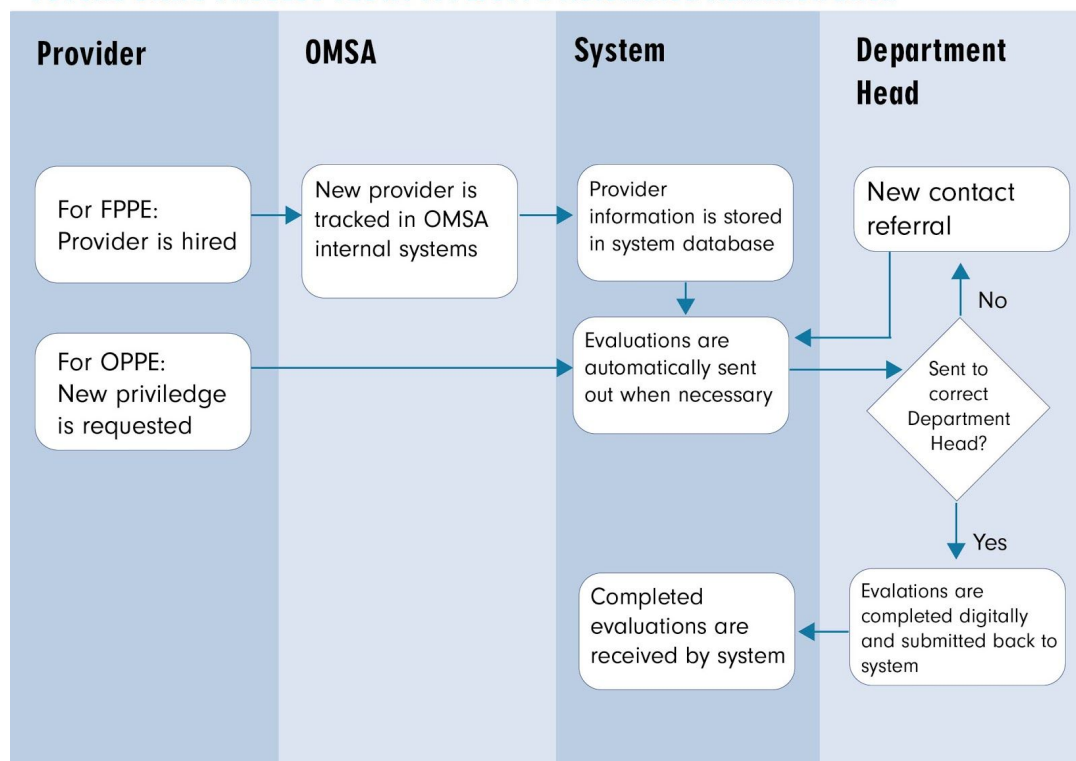 Provider
OMSA
System
Department
Head
For FPPE:
Provider is hired
New provider is
tracked in OMSA
internal systems
Provider
information is stored
in system database
New contact
referral
No
For OPPE:
New priviledge
is requested
Evaluations are
automatically sent
out when necessary
Sent to
correct
Department
Head?
Yes
Completed
evaluations are
received by system
Evalations are
completed digitally
and submitted back to
system